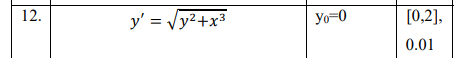 12. y' = √y²+x³ y₀=0 [0,2],
0.01